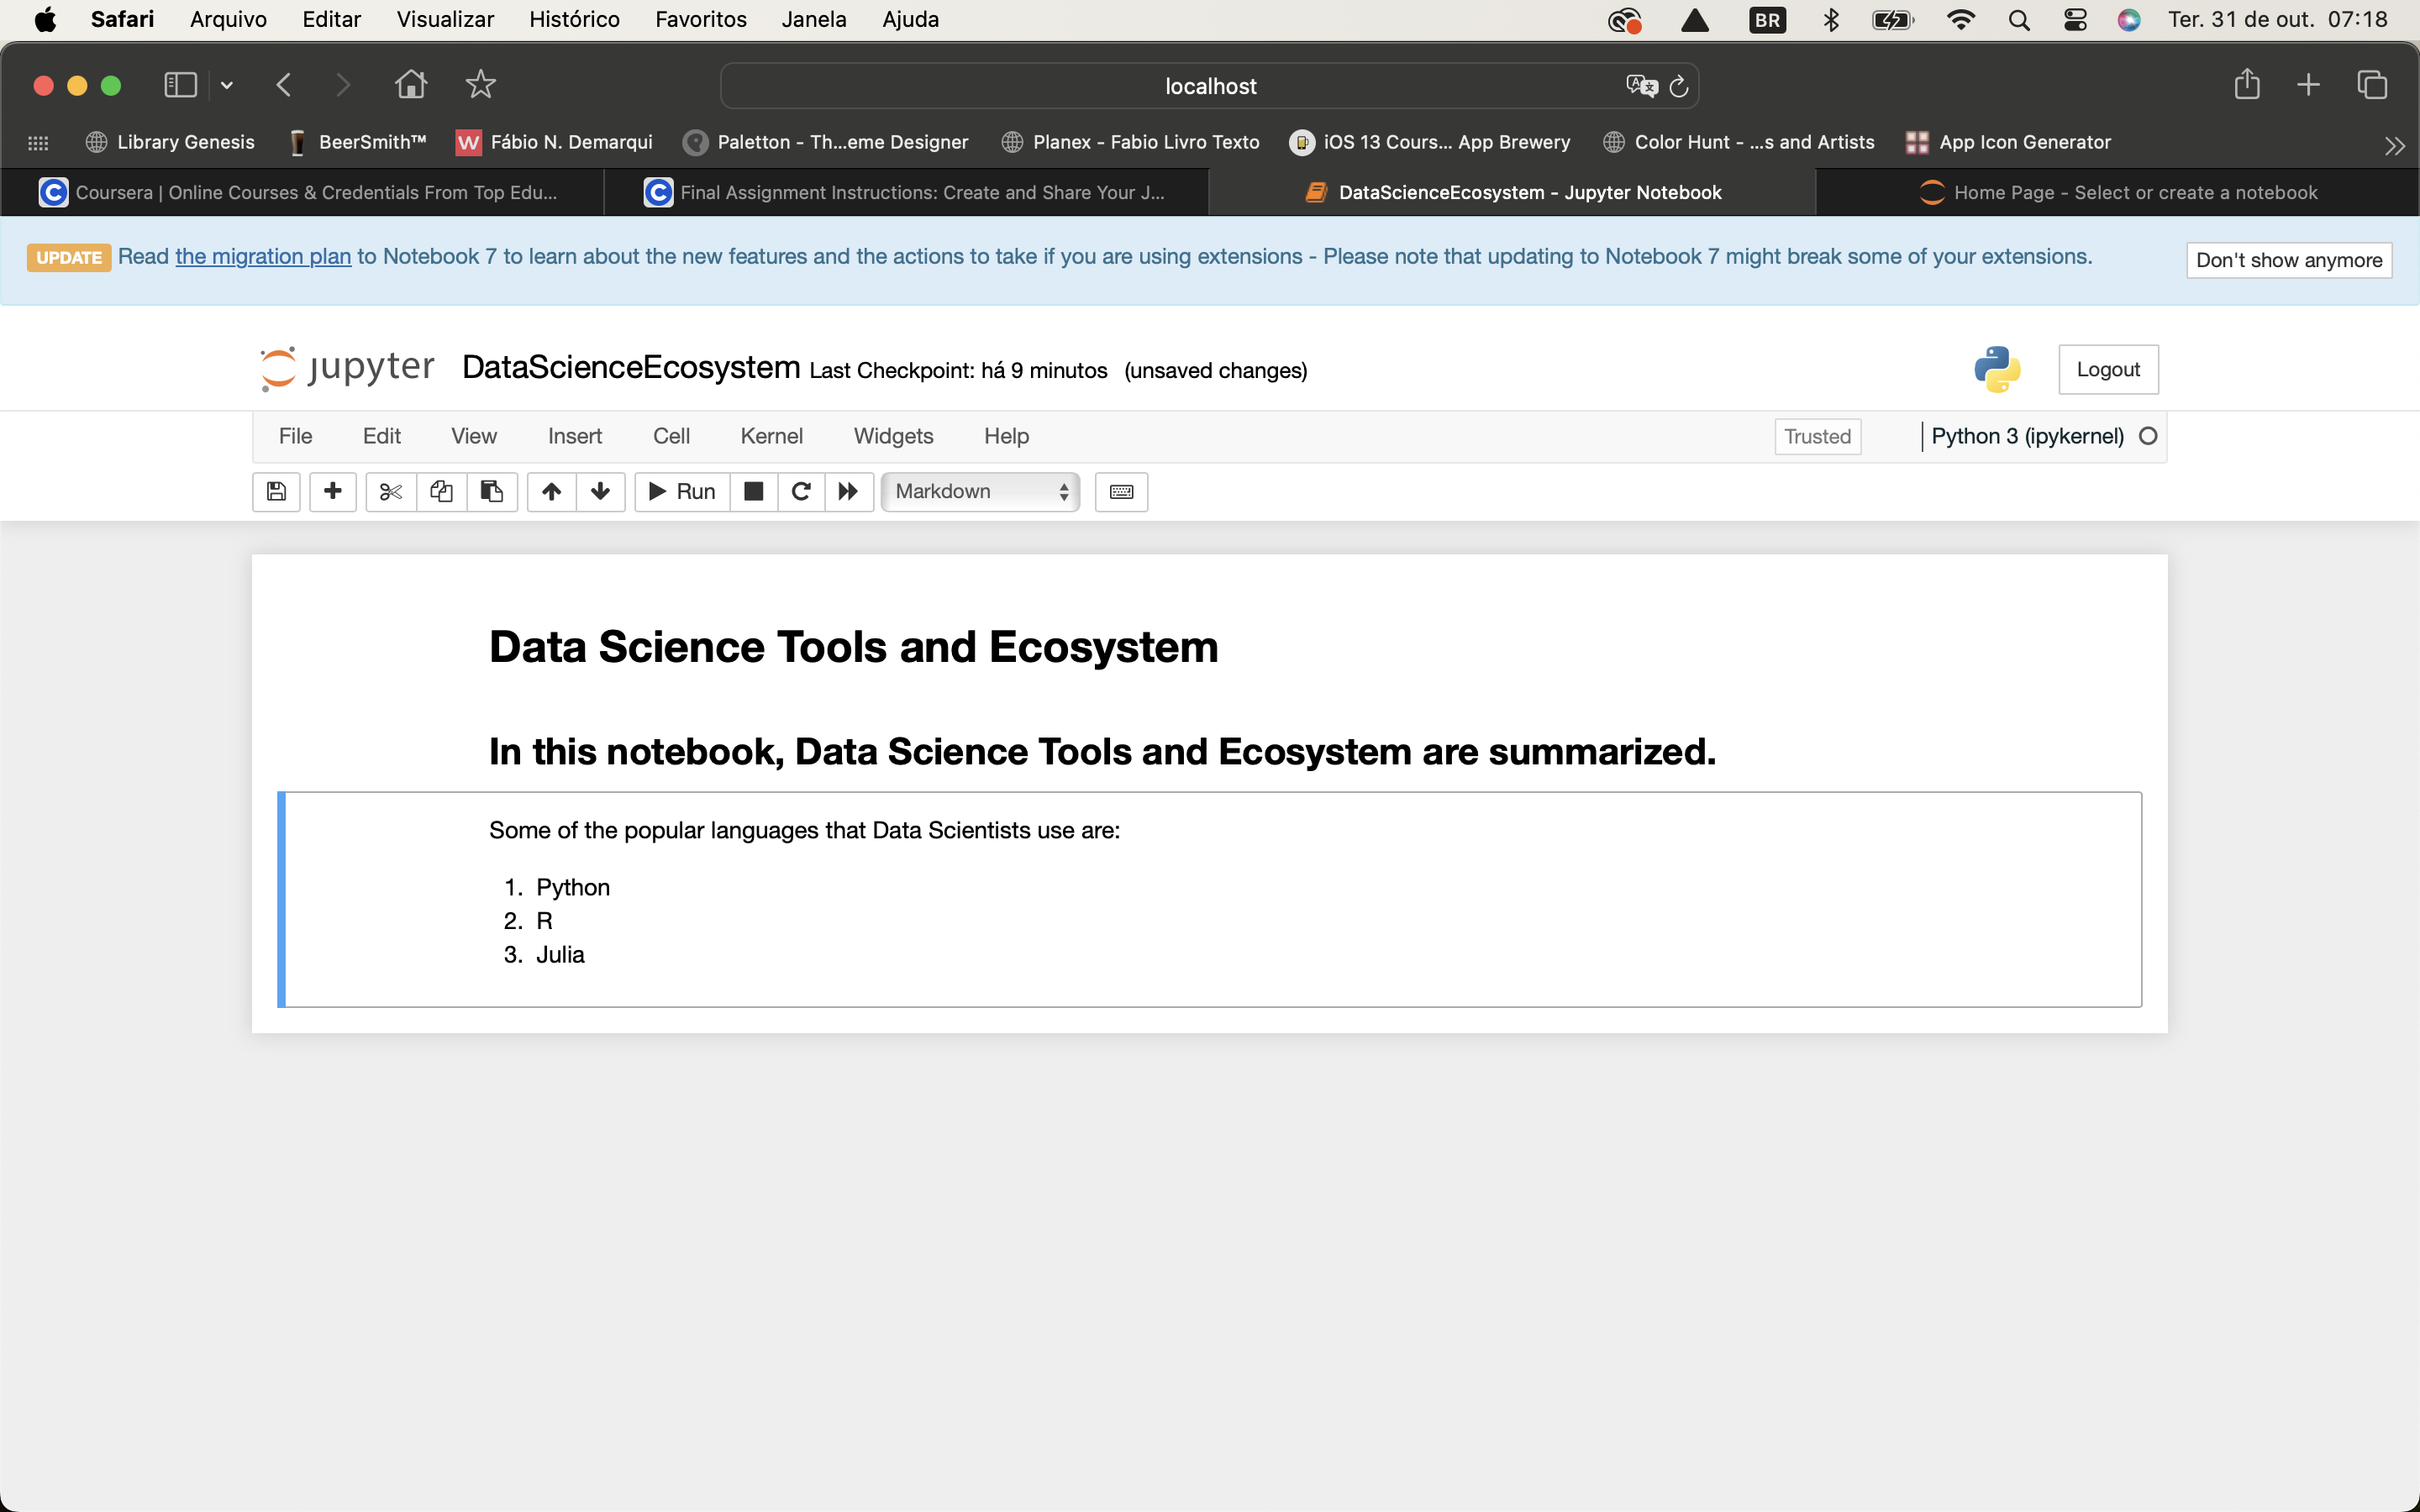 Safari Arquivo Editar Visualizar Histórico Favoritos Janela Ajuda BR Ter. 31 de out. 07:18
localhost
Library Genesis BeerSmith™ W Fábio N. Demarqui Paletton - Th...eme Designer Planex - Fabio Livro Texto iOS 13 Cours... App Brewery Color Hunt - ...s and Artists App Icon Generator
Coursera | Online Courses & Credentials From Top Edu... Final Assignment Instructions: Create and Share Your J... DataScienceEcosystem - Jupyter Notebook Home Page - Select or create a notebook
UPDATE Read the migration plan to Notebook 7 to learn about the new features and the actions to take if you are using extensions - Please note that updating to Notebook 7 might break some of your extensions. Don't show anymore
jupyter DataScienceEcosystem Last Checkpoint: há 9 minutos (unsaved changes) Logout
File Edit View Insert Cell Kernel Widgets Help Trusted Python 3 (ipykernel)
Run Markdown
Data Science Tools and Ecosystem
In this notebook, Data Science Tools and Ecosystem are summarized.
Some of the popular languages that Data Scientists use are:
1. Python
2. R
3. Julia